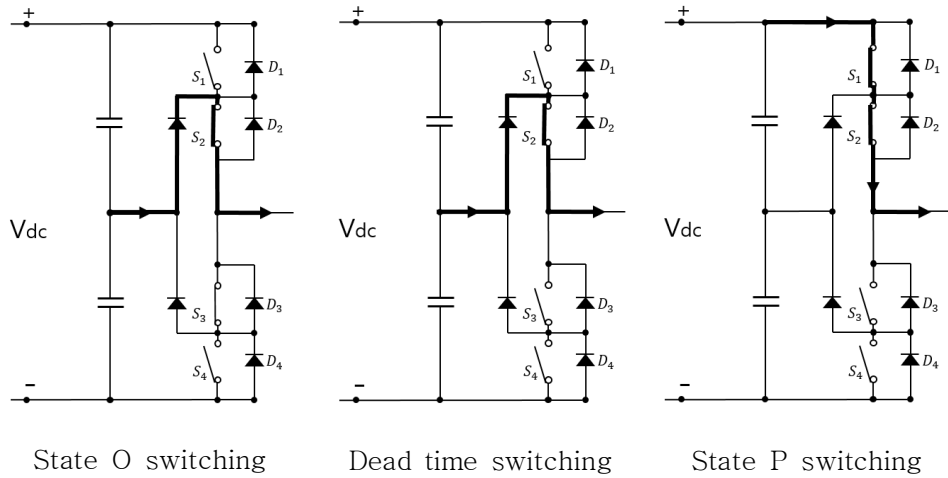 +
S1
D1
S2
D2
Vdc
S3
D3
S4
D4
−
+
S1
D1
S2
D2
Vdc
S3
D3
S4
D4
−
+
S1
D1
S2
D2
Vdc
S3
D3
S4
D4
−
State O switching
Dead time switching
State P switching